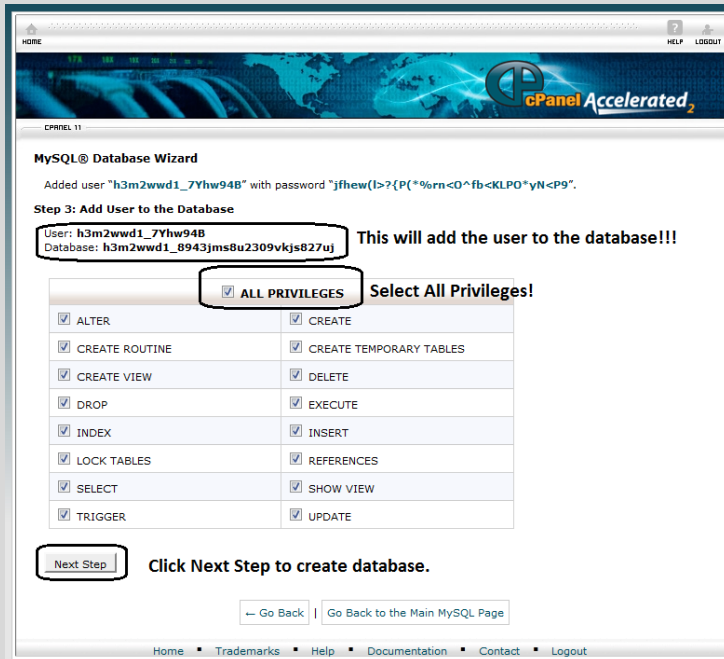 HOME
HELP LOGOUT
cPanel Accelerated2
CPANEL 11
MySQL® Database Wizard
Added user "h3m2wwd1_7Yhw94B" with password "jfhew(l>?{P(*%rn<O^fb<KLPO*yN<P9".
Step 3: Add User to the Database
User: h3m2wwd1_7Yhw94B
Database: h3m2wwd1_8943jms8u2309vkjs827uj
This will add the user to the database!!!
ALL PRIVILEGES
Select All Privileges!
ALTER CREATE
CREATE ROUTINE CREATE TEMPORARY TABLES
CREATE VIEW DELETE
DROP EXECUTE
INDEX INSERT
LOCK TABLES REFERENCES
SELECT SHOW VIEW
TRIGGER UPDATE
Next Step
Click Next Step to create database.
← Go Back | Go Back to the Main MySQL Page
Home ▪ Trademarks ▪ Help ▪ Documentation ▪ Contact ▪ Logout